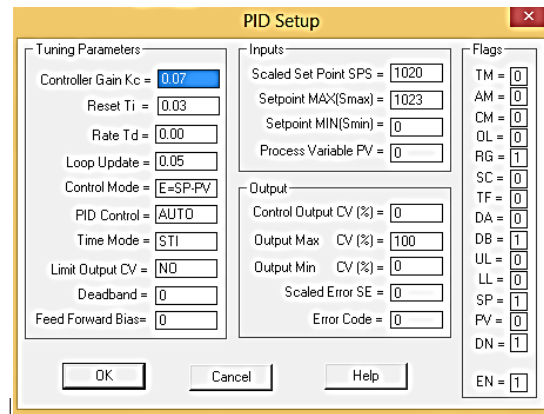 PID Setup
Tuning Parameters
Controller Gain Kc = 0.07
Reset Ti = 0.03
Rate Td = 0.00
Loop Update = 0.05
Control Mode = E=SP-PV
PID Control = AUTO
Time Mode = STI
Limit Output CV = NO
Deadband = 0
Feed Forward Bias= 0
Inputs
Scaled Set Point SPS = 1020
Setpoint MAX(Smax) = 1023
Setpoint MIN(Smin) = 0
Process Variable PV = 0
Output
Control Output CV (%) = 0
Output Max CV (%) = 100
Output Min CV (%) = 0
Scaled Error SE = 0
Error Code = 0
Flags
TM = 0
AM = 0
CM = 0
OL = 0
RG = 1
SC = 0
TF = 0
DA = 0
DB = 1
UL = 0
LL = 0
SP = 1
PV = 0
DN = 1
EN = 1
OK
Cancel
Help